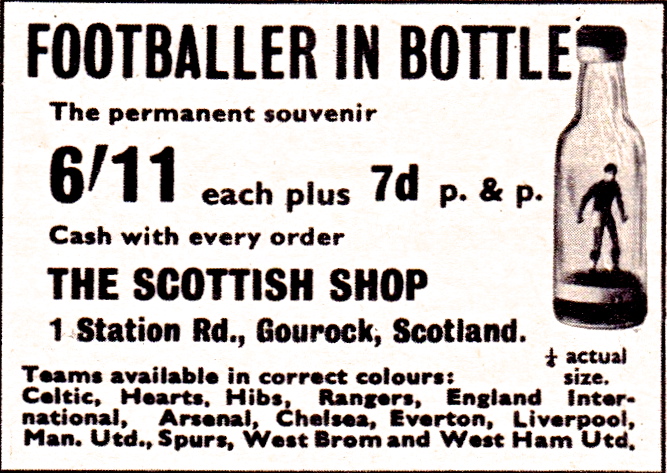 FOOTBALLER IN BOTTLE
The permanent souvenir
6/11 each plus 7d p. & p.
Cash with every order
THE SCOTTISH SHOP
1 Station Rd., Gourock, Scotland.
¼ actual
size.
Teams available in correct colours:
Celtic, Hearts, Hibs, Rangers, England Inter-
national, Arsenal, Chelsea, Everton, Liverpool,
Man. Utd., Spurs, West Brom and West Ham Utd.